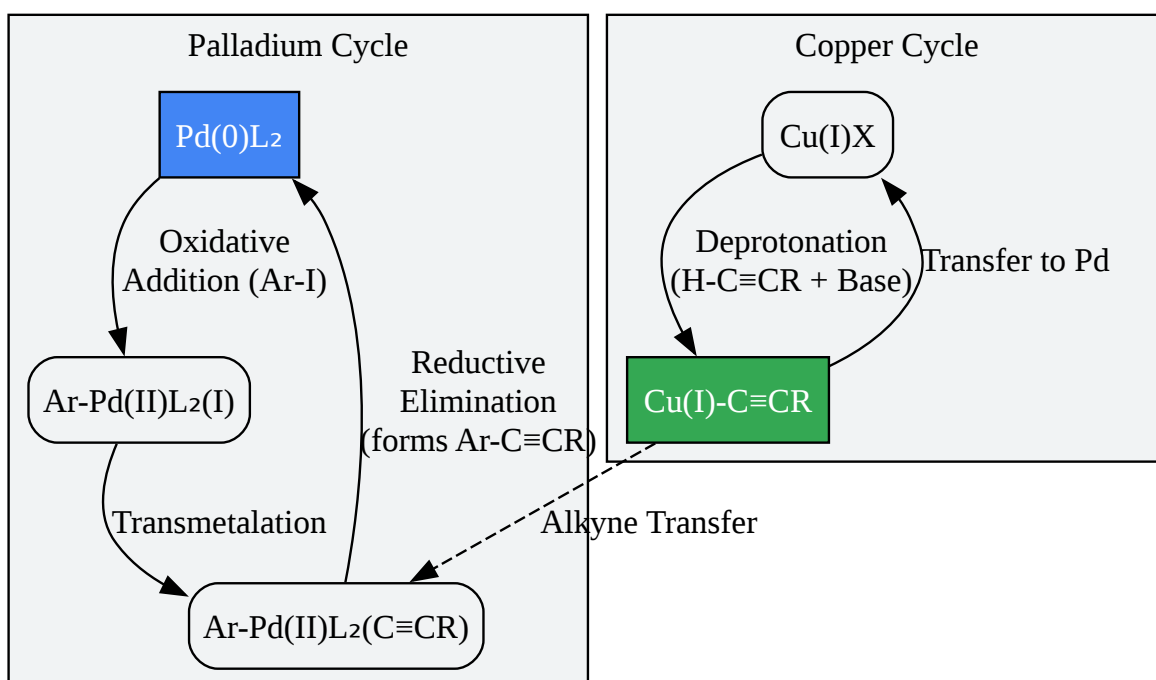 Palladium Cycle
Pd(0)L₂
Oxidative
Addition (Ar-I)
Ar-Pd(II)L₂(I)
Reductive
Elimination
(forms Ar-C≡CR)
Transmetalation
Ar-Pd(II)L₂(C≡CR)
Copper Cycle
Cu(I)X
Deprotonation
(H-C≡CR + Base)
Transfer to Pd
Cu(I)-C≡CR
Alkyne Transfer